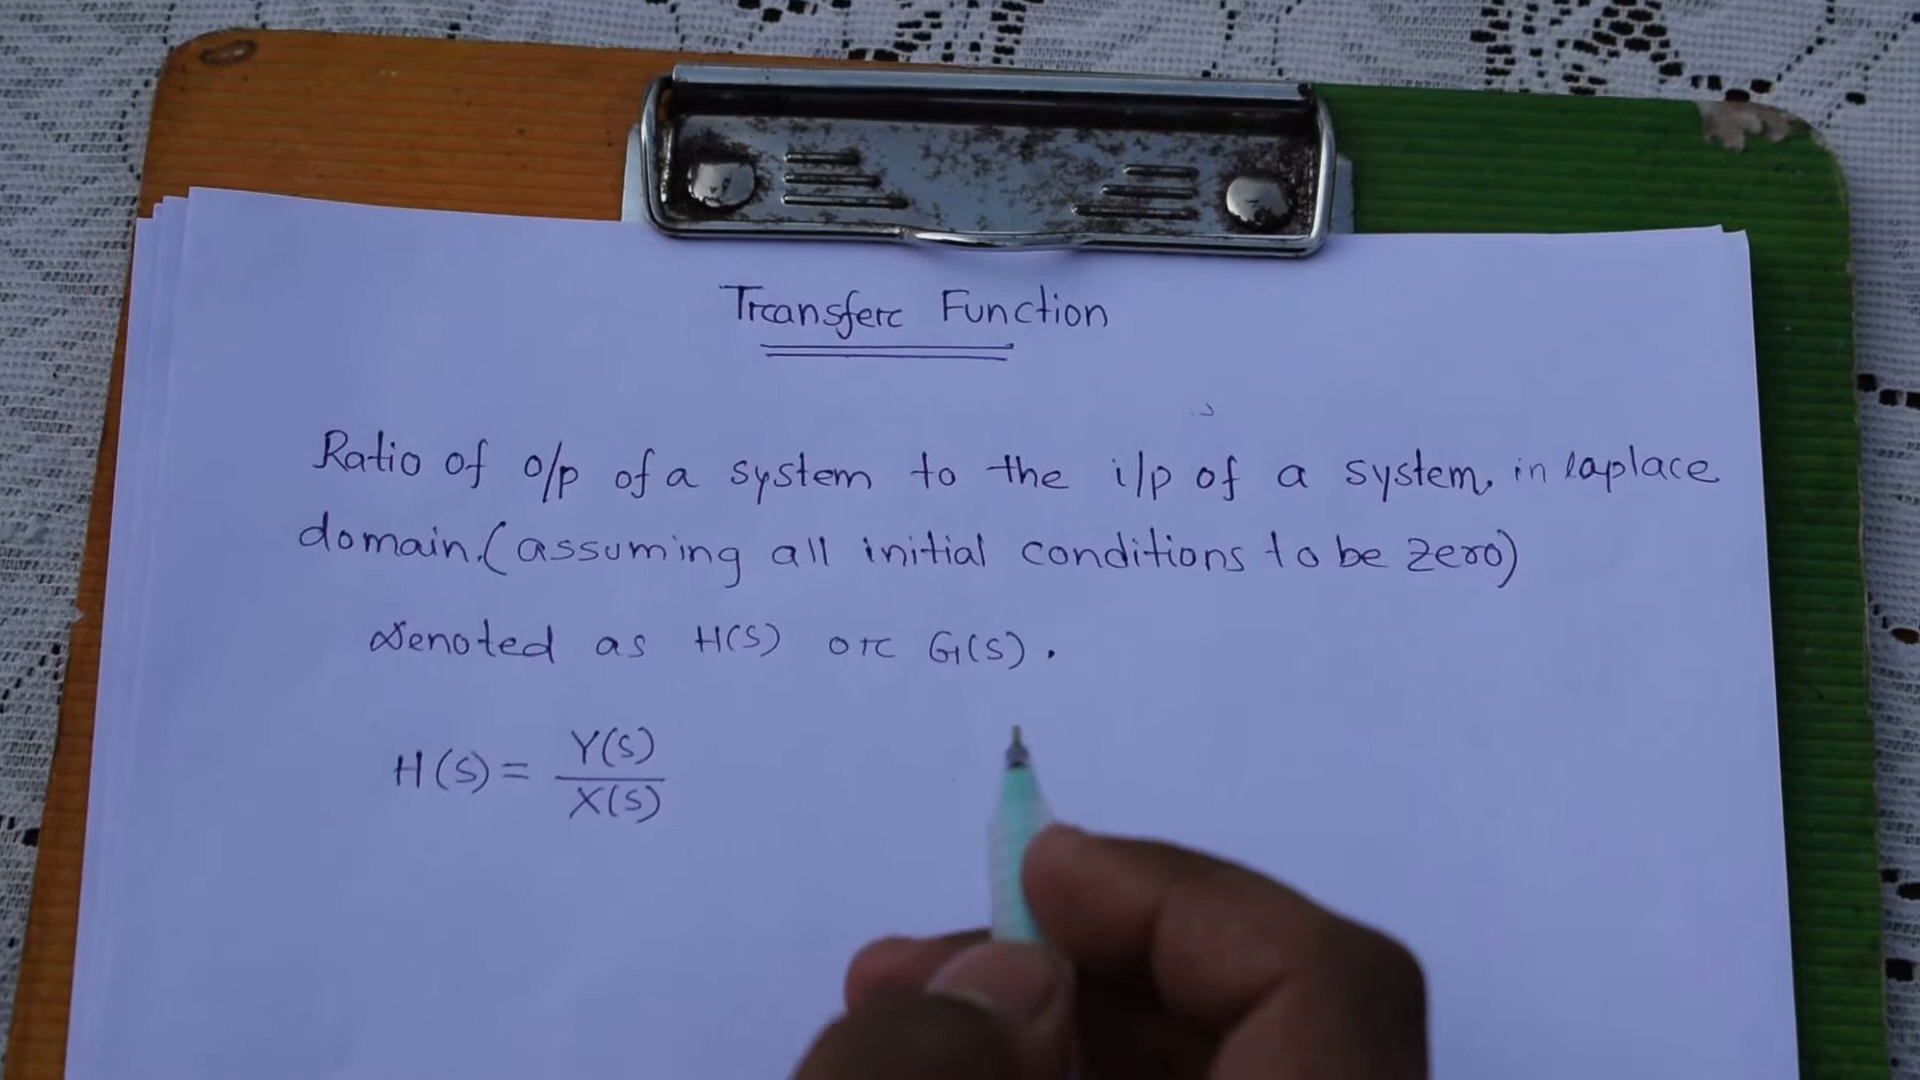 Transfer Function
Ratio of o/p of a system to the i/p of a system, in laplace
domain.(assuming all initial conditions to be zero)
Denoted as H(s) or G(s).
H(s) = Y(s)/X(s)